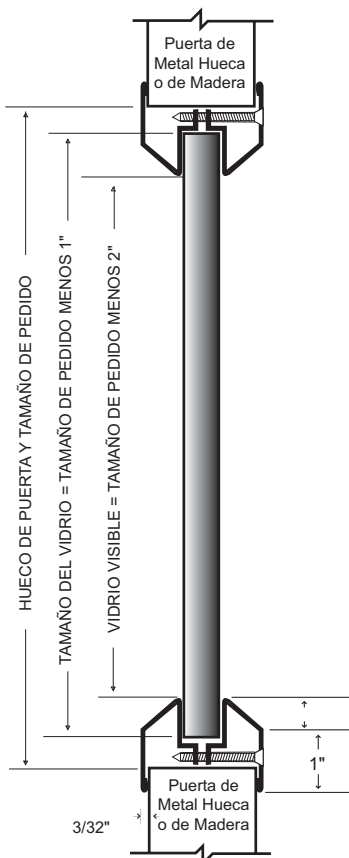 Puerta de
Metal Hueca
o de Madera
HUECO DE PUERTA Y TAMAÑO DE PEDIDO
TAMAÑO DEL VIDRIO = TAMAÑO DE PEDIDO MENOS 1"
VIDRIO VISIBLE = TAMAÑO DE PEDIDO MENOS 2"
1"
Puerta de
Metal Hueca
o de Madera
3/32"